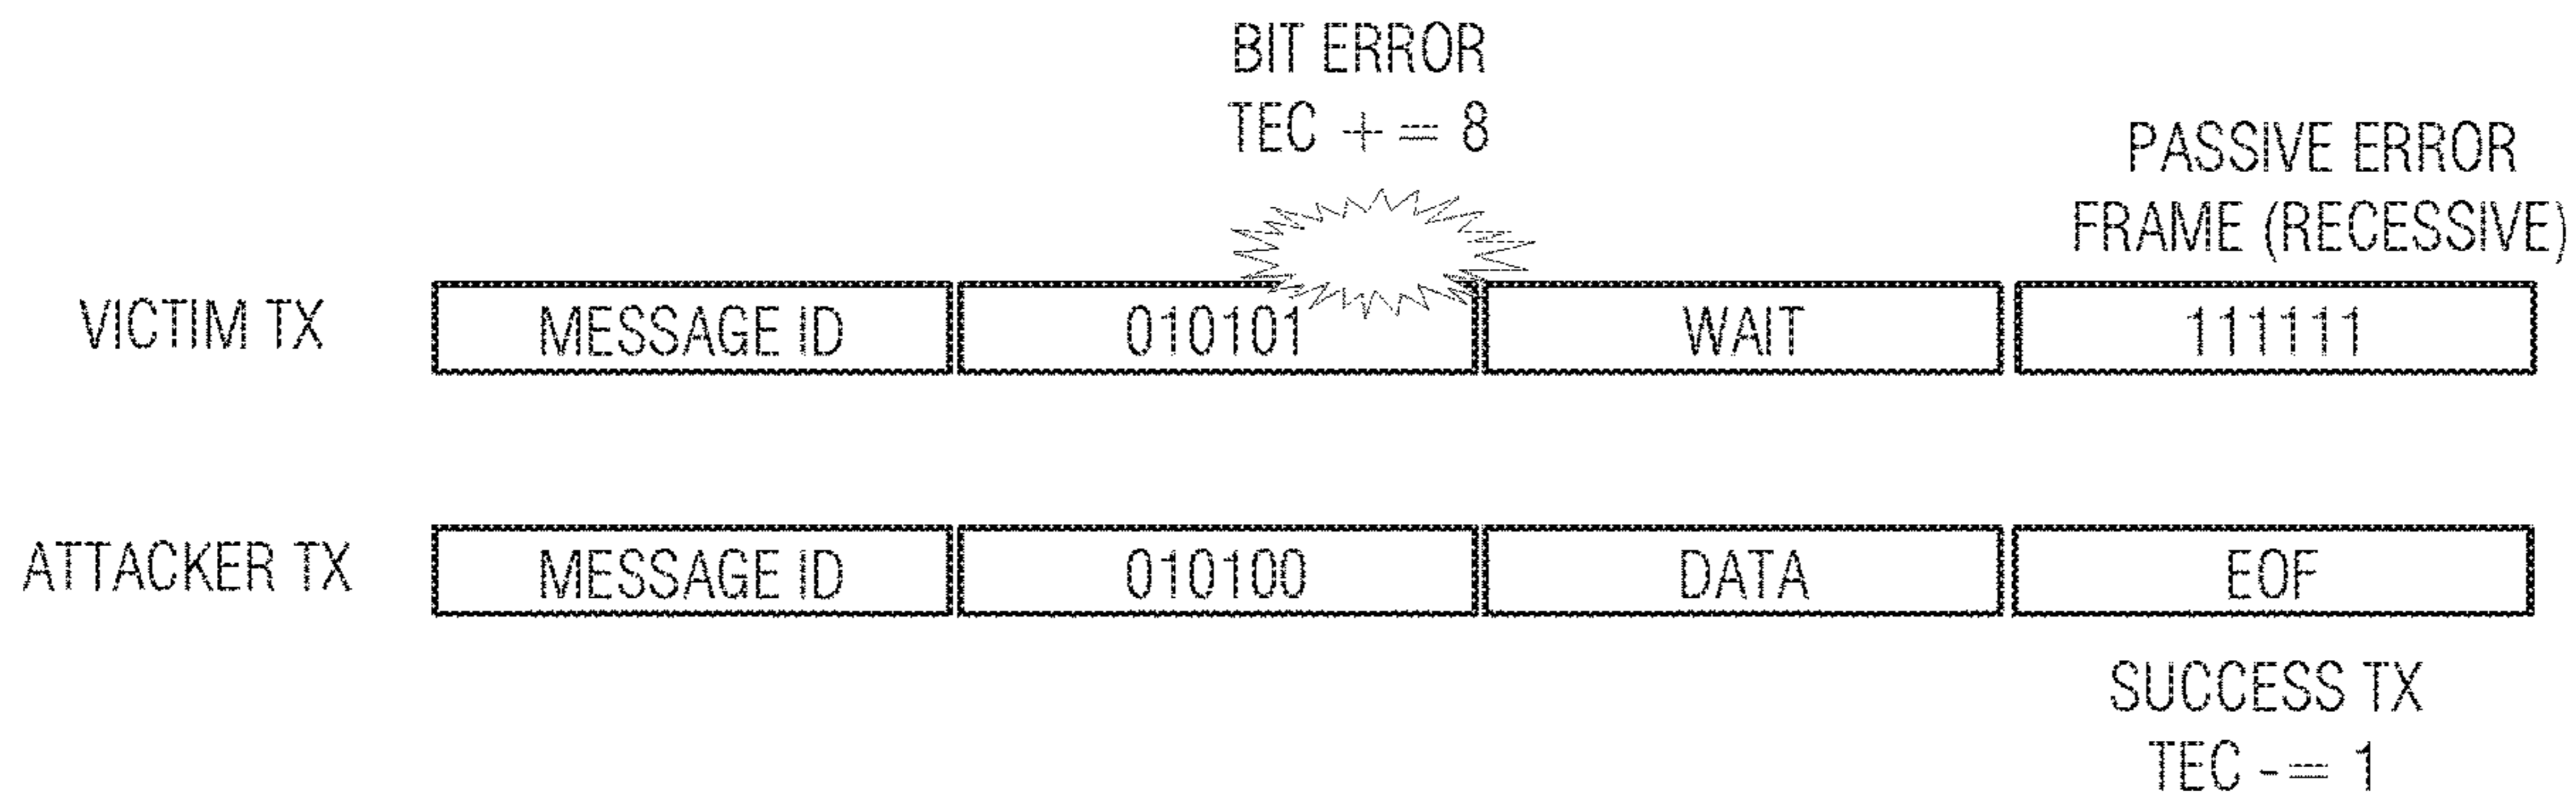 BIT ERROR
TEC + = 8
PASSIVE ERROR
FRAME (RECESSIVE)
VICTIM TX
MESSAGE ID
010101
WAIT
111111
ATTACKER TX
MESSAGE ID
010100
DATA
EOF
SUCCESS TX
TEC - = 1